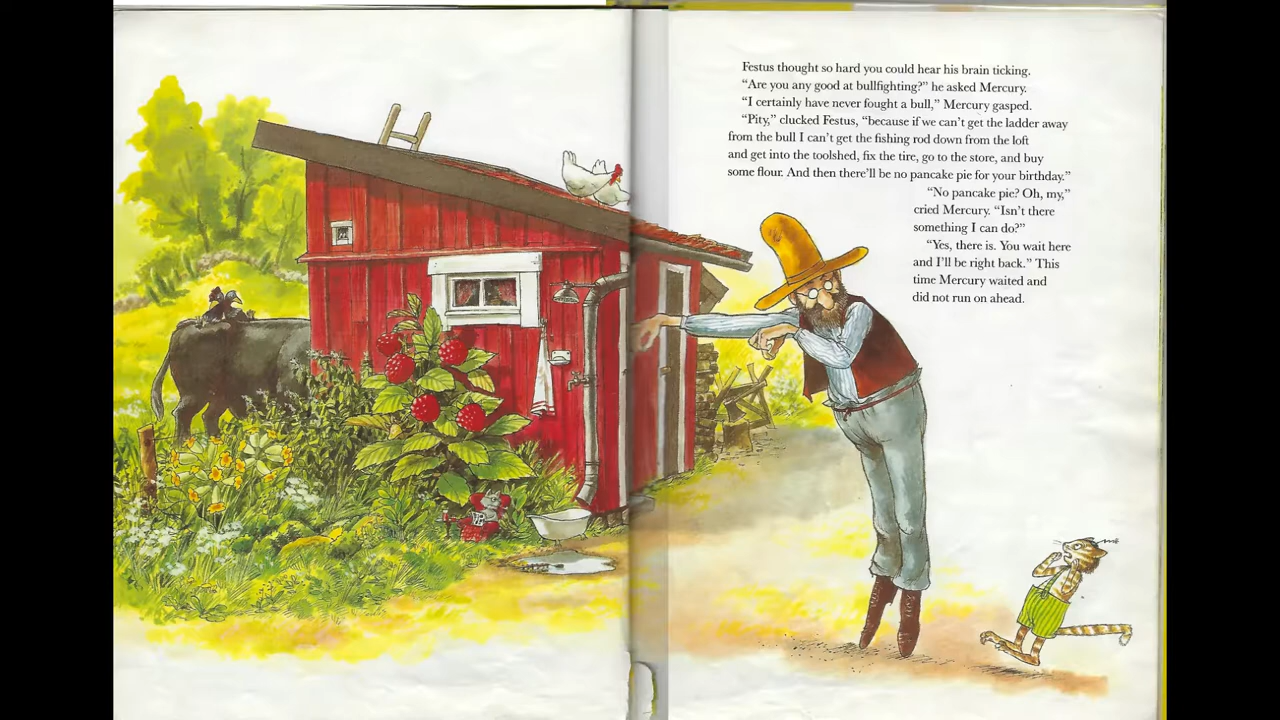 Festus thought so hard you could hear his brain ticking.
“Are you any good at bullfighting?” he asked Mercury.
“I certainly have never fought a bull,” Mercury gasped.
“Pity,” clucked Festus, “because if we can’t get the ladder away
from the bull I can’t get the fishing rod down from the loft
and get into the toolshed, fix the tire, go to the store, and buy
some flour. And then there’ll be no pancake pie for your birthday.”
“No pancake pie? Oh, my,”
cried Mercury. “Isn’t there
something I can do?”
“Yes, there is. You wait here
and I’ll be right back.” This
time Mercury waited and
did not run on ahead.